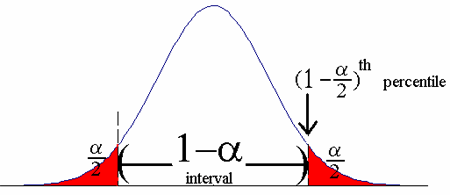 (1−α/2)th percentile
α/2 (1−α) α/2
interval